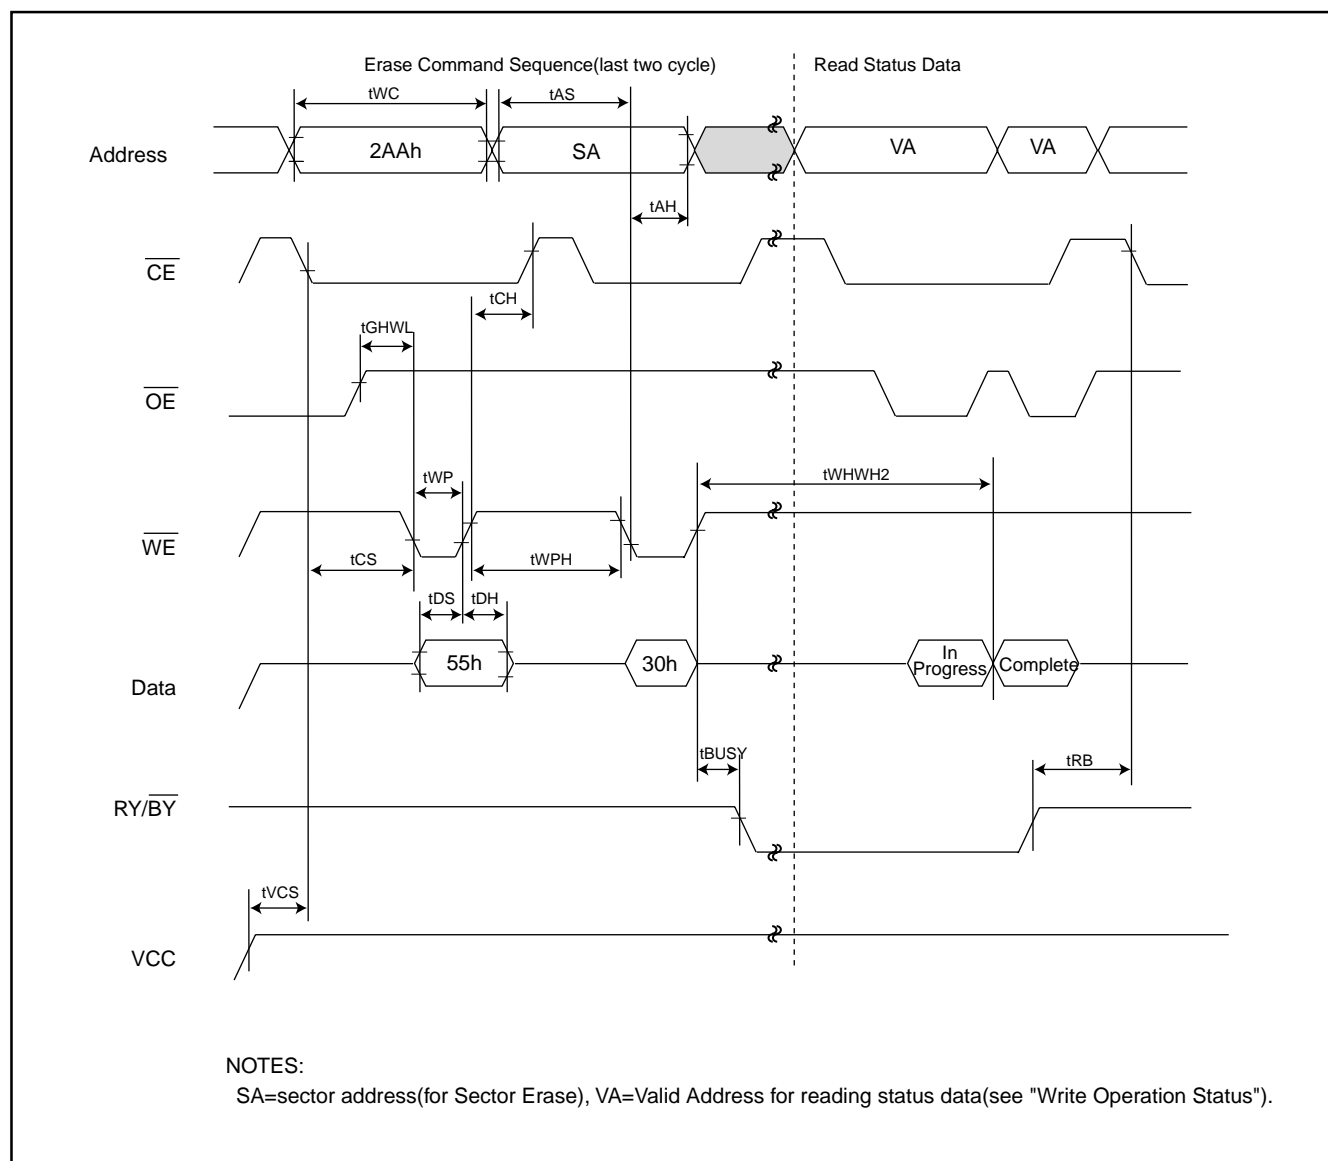 Erase Command Sequence(last two cycle)
Read Status Data
tWC
tAS
Address
2AAh
SA
VA
VA
tAH
CE
tCH
tGHWL
OE
tWP
tWHWH2
WE
tCS
tWPH
tDS
tDH
Data
55h
30h
In
Progress
Complete
tBUSY
tRB
RY/BY
tVCS
VCC
NOTES:
SA=sector address(for Sector Erase), VA=Valid Address for reading status data(see "Write Operation Status").